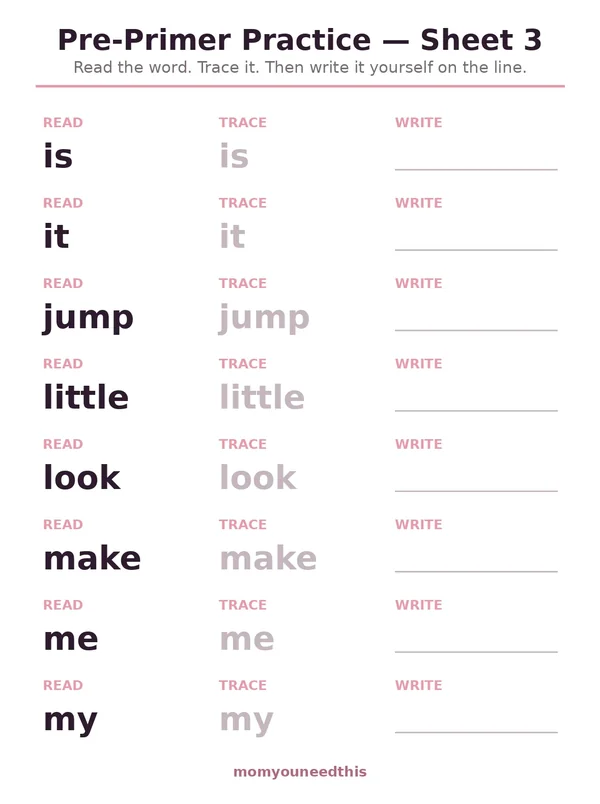 Pre-Primer Practice — Sheet 3
Read the word. Trace it. Then write it yourself on the line.
READ TRACE WRITE
is is
READ TRACE WRITE
it it
READ TRACE WRITE
jump jump
READ TRACE WRITE
little little
READ TRACE WRITE
look look
READ TRACE WRITE
make make
READ TRACE WRITE
me me
READ TRACE WRITE
my my
momyouneedthis